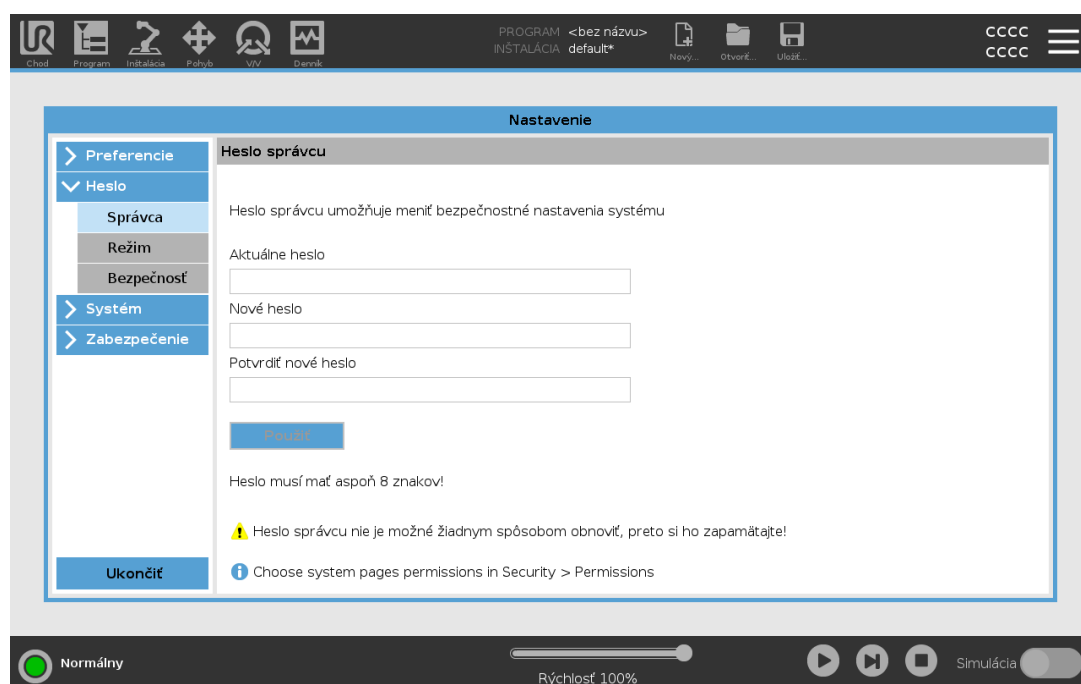 PROGRAM <bez názvu>
INŠTALÁCIA default*
cccc
cccc
Chod Program Inštalácia Pohyb V/V Denník Nový... Otvoriť... Uložiť...
Nastavenie
Preferencie
Heslo
Správca
Režim
Bezpečnosť
Systém
Zabezpečenie
Ukončiť
Heslo správcu
Heslo správcu umožňuje meniť bezpečnostné nastavenia systému
Aktuálne heslo
Nové heslo
Potvrdiť nové heslo
Použiť
Heslo musí mať aspoň 8 znakov!
Heslo správcu nie je možné žiadnym spôsobom obnoviť, preto si ho zapamätajte!
Choose system pages permissions in Security > Permissions
Normálny
Rýchlosť 100%
Simulácia